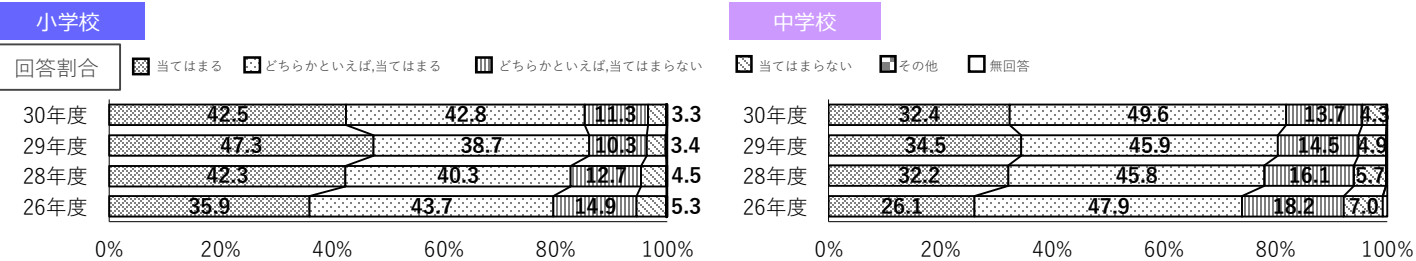 小学校
中学校
回答割合
当てはまる どちらかといえば,当てはまる どちらかといえば,当てはまらない 当てはまらない その他 無回答
30年度 42.5 42.8 11.3 3.3
29年度 47.3 38.7 10.3 3.4
28年度 42.3 40.3 12.7 4.5
26年度 35.9 43.7 14.9 5.3
0% 20% 40% 60% 80% 100%
30年度 32.4 49.6 13.7 4.3
29年度 34.5 45.9 14.5 4.9
28年度 32.2 45.8 16.1 5.7
26年度 26.1 47.9 18.2 7.0
0% 20% 40% 60% 80% 100%